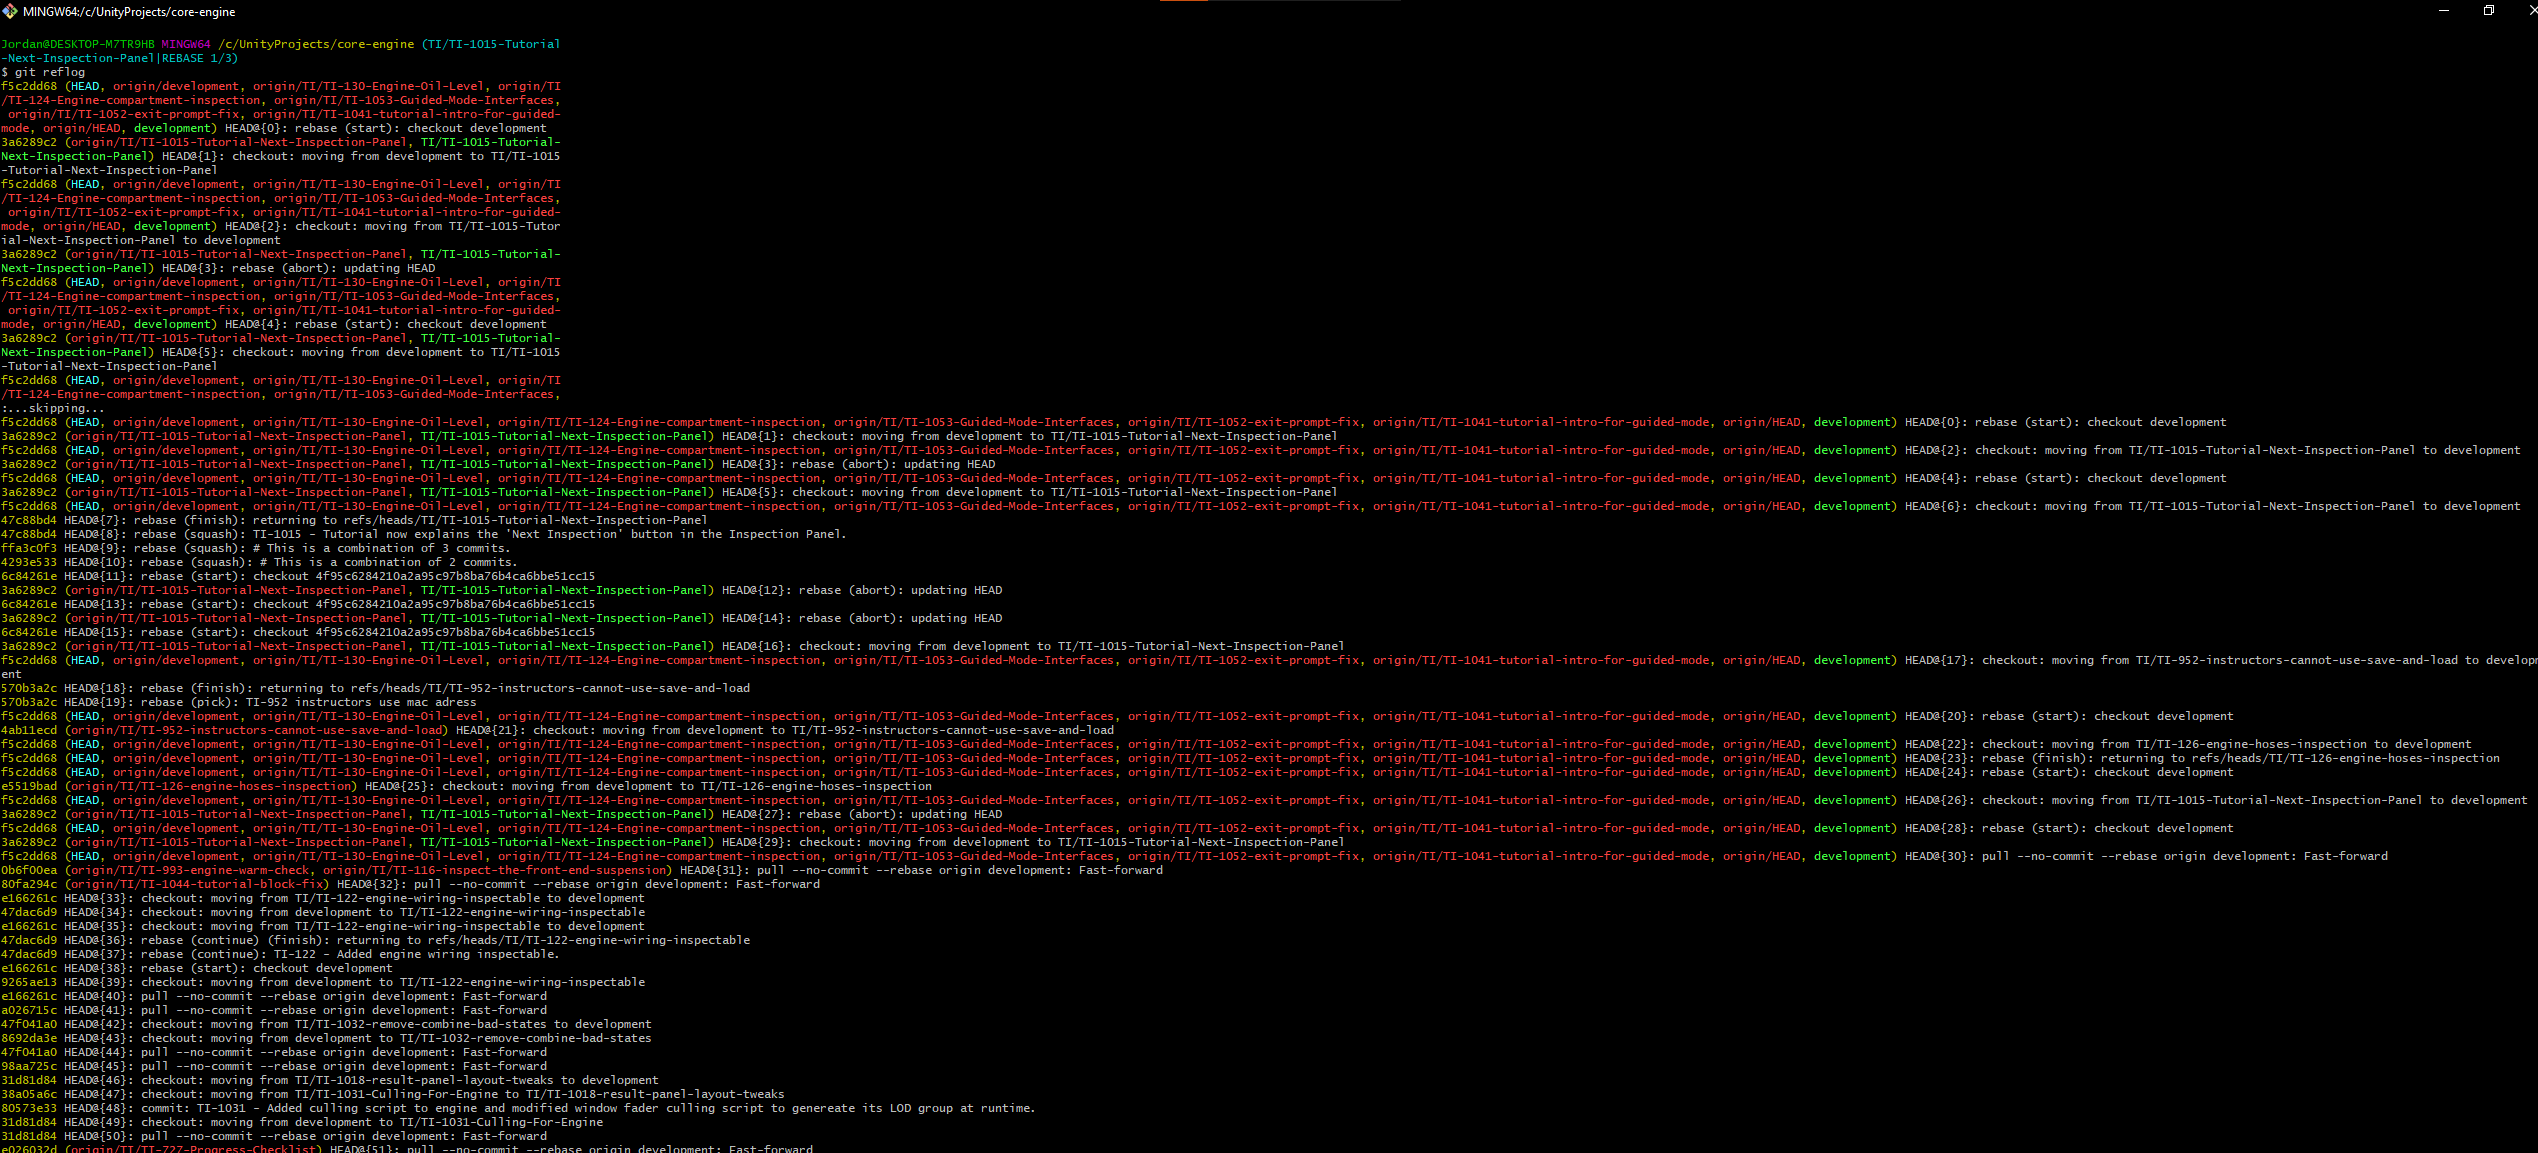 MINGW64:/c/UnityProjects/core-engine
Jordan@DESKTOP-M7TR9HB MINGW64 /c/UnityProjects/core-engine (TI/TI-1015-Tutorial
-Next-Inspection-Panel|REBASE 1/3)
$ git reflog
f5c2dd68 (HEAD, origin/development, origin/TI/TI-130-Engine-Oil-Level, origin/TI
/TI-124-Engine-compartment-inspection, origin/TI/TI-1053-Guided-Mode-Interfaces,
 origin/TI/TI-1052-exit-prompt-fix, origin/TI/TI-1041-tutorial-intro-for-guided-
mode, origin/HEAD, development) HEAD@{0}: rebase (start): checkout development
3a6289c2 (origin/TI/TI-1015-Tutorial-Next-Inspection-Panel, TI/TI-1015-Tutorial-
Next-Inspection-Panel) HEAD@{1}: checkout: moving from development to TI/TI-1015
-Tutorial-Next-Inspection-Panel
f5c2dd68 (HEAD, origin/development, origin/TI/TI-130-Engine-Oil-Level, origin/TI
/TI-124-Engine-compartment-inspection, origin/TI/TI-1053-Guided-Mode-Interfaces,
 origin/TI/TI-1052-exit-prompt-fix, origin/TI/TI-1041-tutorial-intro-for-guided-
mode, origin/HEAD, development) HEAD@{2}: checkout: moving from TI/TI-1015-Tutor
ial-Next-Inspection-Panel to development
3a6289c2 (origin/TI/TI-1015-Tutorial-Next-Inspection-Panel, TI/TI-1015-Tutorial-
Next-Inspection-Panel) HEAD@{3}: rebase (abort): updating HEAD
f5c2dd68 (HEAD, origin/development, origin/TI/TI-130-Engine-Oil-Level, origin/TI
/TI-124-Engine-compartment-inspection, origin/TI/TI-1053-Guided-Mode-Interfaces,
 origin/TI/TI-1052-exit-prompt-fix, origin/TI/TI-1041-tutorial-intro-for-guided-
mode, origin/HEAD, development) HEAD@{4}: rebase (start): checkout development
3a6289c2 (origin/TI/TI-1015-Tutorial-Next-Inspection-Panel, TI/TI-1015-Tutorial-
Next-Inspection-Panel) HEAD@{5}: checkout: moving from development to TI/TI-1015
-Tutorial-Next-Inspection-Panel
f5c2dd68 (HEAD, origin/development, origin/TI/TI-130-Engine-Oil-Level, origin/TI
/TI-124-Engine-compartment-inspection, origin/TI/TI-1053-Guided-Mode-Interfaces,
:...skipping...
f5c2dd68 (HEAD, origin/development, origin/TI/TI-130-Engine-Oil-Level, origin/TI/TI-124-Engine-compartment-inspection, origin/TI/TI-1053-Guided-Mode-Interfaces, origin/TI/TI-1052-exit-prompt-fix, origin/TI/TI-1041-tutorial-intro-for-guided-mode, origin/HEAD, development) HEAD@{0}: rebase (start): checkout development
3a6289c2 (origin/TI/TI-1015-Tutorial-Next-Inspection-Panel, TI/TI-1015-Tutorial-Next-Inspection-Panel) HEAD@{1}: checkout: moving from development to TI/TI-1015-Tutorial-Next-Inspection-Panel
f5c2dd68 (HEAD, origin/development, origin/TI/TI-130-Engine-Oil-Level, origin/TI/TI-124-Engine-compartment-inspection, origin/TI/TI-1053-Guided-Mode-Interfaces, origin/TI/TI-1052-exit-prompt-fix, origin/TI/TI-1041-tutorial-intro-for-guided-mode, origin/HEAD, development) HEAD@{2}: checkout: moving from TI/TI-1015-Tutorial-Next-Inspection-Panel to development
3a6289c2 (origin/TI/TI-1015-Tutorial-Next-Inspection-Panel, TI/TI-1015-Tutorial-Next-Inspection-Panel) HEAD@{3}: rebase (abort): updating HEAD
f5c2dd68 (HEAD, origin/development, origin/TI/TI-130-Engine-Oil-Level, origin/TI/TI-124-Engine-compartment-inspection, origin/TI/TI-1053-Guided-Mode-Interfaces, origin/TI/TI-1052-exit-prompt-fix, origin/TI/TI-1041-tutorial-intro-for-guided-mode, origin/HEAD, development) HEAD@{4}: rebase (start): checkout development
3a6289c2 (origin/TI/TI-1015-Tutorial-Next-Inspection-Panel, TI/TI-1015-Tutorial-Next-Inspection-Panel) HEAD@{5}: checkout: moving from development to TI/TI-1015-Tutorial-Next-Inspection-Panel
f5c2dd68 (HEAD, origin/development, origin/TI/TI-130-Engine-Oil-Level, origin/TI/TI-124-Engine-compartment-inspection, origin/TI/TI-1053-Guided-Mode-Interfaces, origin/TI/TI-1052-exit-prompt-fix, origin/TI/TI-1041-tutorial-intro-for-guided-mode, origin/HEAD, development) HEAD@{6}: checkout: moving from TI/TI-1015-Tutorial-Next-Inspection-Panel to development
47c88bd4 HEAD@{7}: rebase (finish): returning to refs/heads/TI/TI-1015-Tutorial-Next-Inspection-Panel
47c88bd4 HEAD@{8}: rebase (squash): TI-1015 - Tutorial now explains the 'Next Inspection' button in the Inspection Panel.
ffa3c0f3 HEAD@{9}: rebase (squash): # This is a combination of 3 commits.
4293e533 HEAD@{10}: rebase (squash): # This is a combination of 2 commits.
6c84261e HEAD@{11}: rebase (start): checkout 4f95c6284210a2a95c97b8ba76b4ca6bbe51cc15
3a6289c2 (origin/TI/TI-1015-Tutorial-Next-Inspection-Panel, TI/TI-1015-Tutorial-Next-Inspection-Panel) HEAD@{12}: rebase (abort): updating HEAD
6c84261e HEAD@{13}: rebase (start): checkout 4f95c6284210a2a95c97b8ba76b4ca6bbe51cc15
3a6289c2 (origin/TI/TI-1015-Tutorial-Next-Inspection-Panel, TI/TI-1015-Tutorial-Next-Inspection-Panel) HEAD@{14}: rebase (abort): updating HEAD
6c84261e HEAD@{15}: rebase (start): checkout 4f95c6284210a2a95c97b8ba76b4ca6bbe51cc15
3a6289c2 (origin/TI/TI-1015-Tutorial-Next-Inspection-Panel, TI/TI-1015-Tutorial-Next-Inspection-Panel) HEAD@{16}: checkout: moving from development to TI/TI-1015-Tutorial-Next-Inspection-Panel
f5c2dd68 (HEAD, origin/development, origin/TI/TI-130-Engine-Oil-Level, origin/TI/TI-124-Engine-compartment-inspection, origin/TI/TI-1053-Guided-Mode-Interfaces, origin/TI/TI-1052-exit-prompt-fix, origin/TI/TI-1041-tutorial-intro-for-guided-mode, origin/HEAD, development) HEAD@{17}: checkout: moving from TI/TI-952-instructors-cannot-use-save-and-load to developm
ent
570b3a2c HEAD@{18}: rebase (finish): returning to refs/heads/TI/TI-952-instructors-cannot-use-save-and-load
570b3a2c HEAD@{19}: rebase (pick): TI-952 instructors use mac adress
f5c2dd68 (HEAD, origin/development, origin/TI/TI-130-Engine-Oil-Level, origin/TI/TI-124-Engine-compartment-inspection, origin/TI/TI-1053-Guided-Mode-Interfaces, origin/TI/TI-1052-exit-prompt-fix, origin/TI/TI-1041-tutorial-intro-for-guided-mode, origin/HEAD, development) HEAD@{20}: rebase (start): checkout development
4ab11ecd (origin/TI/TI-952-instructors-cannot-use-save-and-load) HEAD@{21}: checkout: moving from development to TI/TI-952-instructors-cannot-use-save-and-load
f5c2dd68 (HEAD, origin/development, origin/TI/TI-130-Engine-Oil-Level, origin/TI/TI-124-Engine-compartment-inspection, origin/TI/TI-1053-Guided-Mode-Interfaces, origin/TI/TI-1052-exit-prompt-fix, origin/TI/TI-1041-tutorial-intro-for-guided-mode, origin/HEAD, development) HEAD@{22}: checkout: moving from TI/TI-126-engine-hoses-inspection to development
f5c2dd68 (HEAD, origin/development, origin/TI/TI-130-Engine-Oil-Level, origin/TI/TI-124-Engine-compartment-inspection, origin/TI/TI-1053-Guided-Mode-Interfaces, origin/TI/TI-1052-exit-prompt-fix, origin/TI/TI-1041-tutorial-intro-for-guided-mode, origin/HEAD, development) HEAD@{23}: rebase (finish): returning to refs/heads/TI/TI-126-engine-hoses-inspection
f5c2dd68 (HEAD, origin/development, origin/TI/TI-130-Engine-Oil-Level, origin/TI/TI-124-Engine-compartment-inspection, origin/TI/TI-1053-Guided-Mode-Interfaces, origin/TI/TI-1052-exit-prompt-fix, origin/TI/TI-1041-tutorial-intro-for-guided-mode, origin/HEAD, development) HEAD@{24}: rebase (start): checkout development
e5519bad (origin/TI/TI-126-engine-hoses-inspection) HEAD@{25}: checkout: moving from development to TI/TI-126-engine-hoses-inspection
f5c2dd68 (HEAD, origin/development, origin/TI/TI-130-Engine-Oil-Level, origin/TI/TI-124-Engine-compartment-inspection, origin/TI/TI-1053-Guided-Mode-Interfaces, origin/TI/TI-1052-exit-prompt-fix, origin/TI/TI-1041-tutorial-intro-for-guided-mode, origin/HEAD, development) HEAD@{26}: checkout: moving from TI/TI-1015-Tutorial-Next-Inspection-Panel to development
3a6289c2 (origin/TI/TI-1015-Tutorial-Next-Inspection-Panel, TI/TI-1015-Tutorial-Next-Inspection-Panel) HEAD@{27}: rebase (abort): updating HEAD
f5c2dd68 (HEAD, origin/development, origin/TI/TI-130-Engine-Oil-Level, origin/TI/TI-124-Engine-compartment-inspection, origin/TI/TI-1053-Guided-Mode-Interfaces, origin/TI/TI-1052-exit-prompt-fix, origin/TI/TI-1041-tutorial-intro-for-guided-mode, origin/HEAD, development) HEAD@{28}: rebase (start): checkout development
3a6289c2 (origin/TI/TI-1015-Tutorial-Next-Inspection-Panel, TI/TI-1015-Tutorial-Next-Inspection-Panel) HEAD@{29}: checkout: moving from development to TI/TI-1015-Tutorial-Next-Inspection-Panel
f5c2dd68 (HEAD, origin/development, origin/TI/TI-130-Engine-Oil-Level, origin/TI/TI-124-Engine-compartment-inspection, origin/TI/TI-1053-Guided-Mode-Interfaces, origin/TI/TI-1052-exit-prompt-fix, origin/TI/TI-1041-tutorial-intro-for-guided-mode, origin/HEAD, development) HEAD@{30}: pull --no-commit --rebase origin development: Fast-forward
0b6f00ea (origin/TI/TI-993-engine-warm-check, origin/TI/TI-116-inspect-the-front-end-suspension) HEAD@{31}: pull --no-commit --rebase origin development: Fast-forward
80fa294c (origin/TI/TI-1044-tutorial-block-fix) HEAD@{32}: pull --no-commit --rebase origin development: Fast-forward
e166261c HEAD@{33}: checkout: moving from TI/TI-122-engine-wiring-inspectable to development
47dac6d9 HEAD@{34}: checkout: moving from development to TI/TI-122-engine-wiring-inspectable
e166261c HEAD@{35}: checkout: moving from TI/TI-122-engine-wiring-inspectable to development
47dac6d9 HEAD@{36}: rebase (continue) (finish): returning to refs/heads/TI/TI-122-engine-wiring-inspectable
47dac6d9 HEAD@{37}: rebase (continue): TI-122 - Added engine wiring inspectable.
e166261c HEAD@{38}: rebase (start): checkout development
9265ae13 HEAD@{39}: checkout: moving from development to TI/TI-122-engine-wiring-inspectable
e166261c HEAD@{40}: pull --no-commit --rebase origin development: Fast-forward
a026715c HEAD@{41}: pull --no-commit --rebase origin development: Fast-forward
47f041a0 HEAD@{42}: checkout: moving from TI/TI-1032-remove-combine-bad-states to development
8692da3e HEAD@{43}: checkout: moving from development to TI/TI-1032-remove-combine-bad-states
47f041a0 HEAD@{44}: pull --no-commit --rebase origin development: Fast-forward
98aa725c HEAD@{45}: pull --no-commit --rebase origin development: Fast-forward
31d81d84 HEAD@{46}: checkout: moving from TI/TI-1018-result-panel-layout-tweaks to development
38a05a6c HEAD@{47}: checkout: moving from TI/TI-1031-Culling-For-Engine to TI/TI-1018-result-panel-layout-tweaks
80573e33 HEAD@{48}: commit: TI-1031 - Added culling script to engine and modified window fader culling script to genereate its LOD group at runtime.
31d81d84 HEAD@{49}: checkout: moving from development to TI/TI-1031-Culling-For-Engine
31d81d84 HEAD@{50}: pull --no-commit --rebase origin development: Fast-forward
e026032d (origin/TI/TI-727-Progress-Checklist) HEAD@{51}: pull --no-commit --rebase origin development: Fast-forward